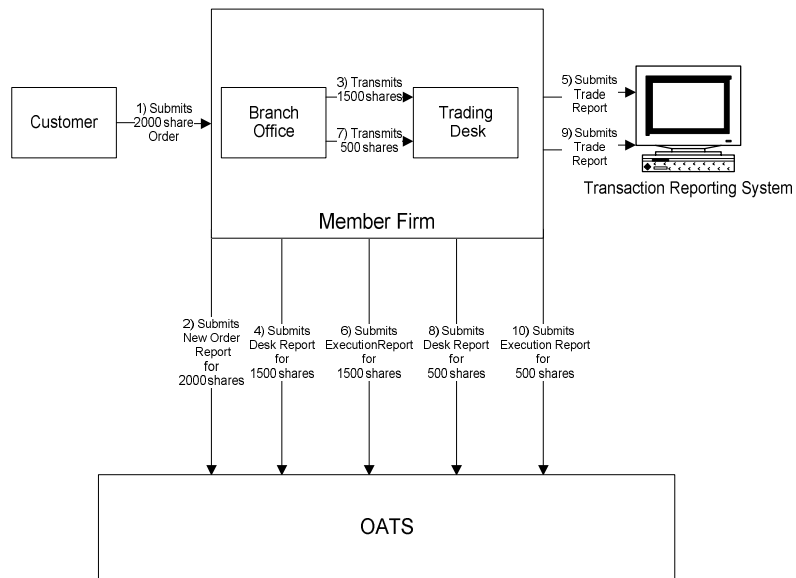 Customer
1) Submits
2000 share
Order
Branch
Office
3) Transmits
1500 shares
7) Transmits
500 shares
Trading
Desk
5) Submits
Trade
Report
9) Submits
Trade
Report
Transaction Reporting System
Member Firm
2) Submits
New Order
Report
for
2000 shares
4) Submits
Desk Report
for
1500 shares
6) Submits
ExecutionReport
for
1500 shares
8) Submits
Desk Report
for
500 shares
10) Submits
Execution Report
for
500 shares
OATS